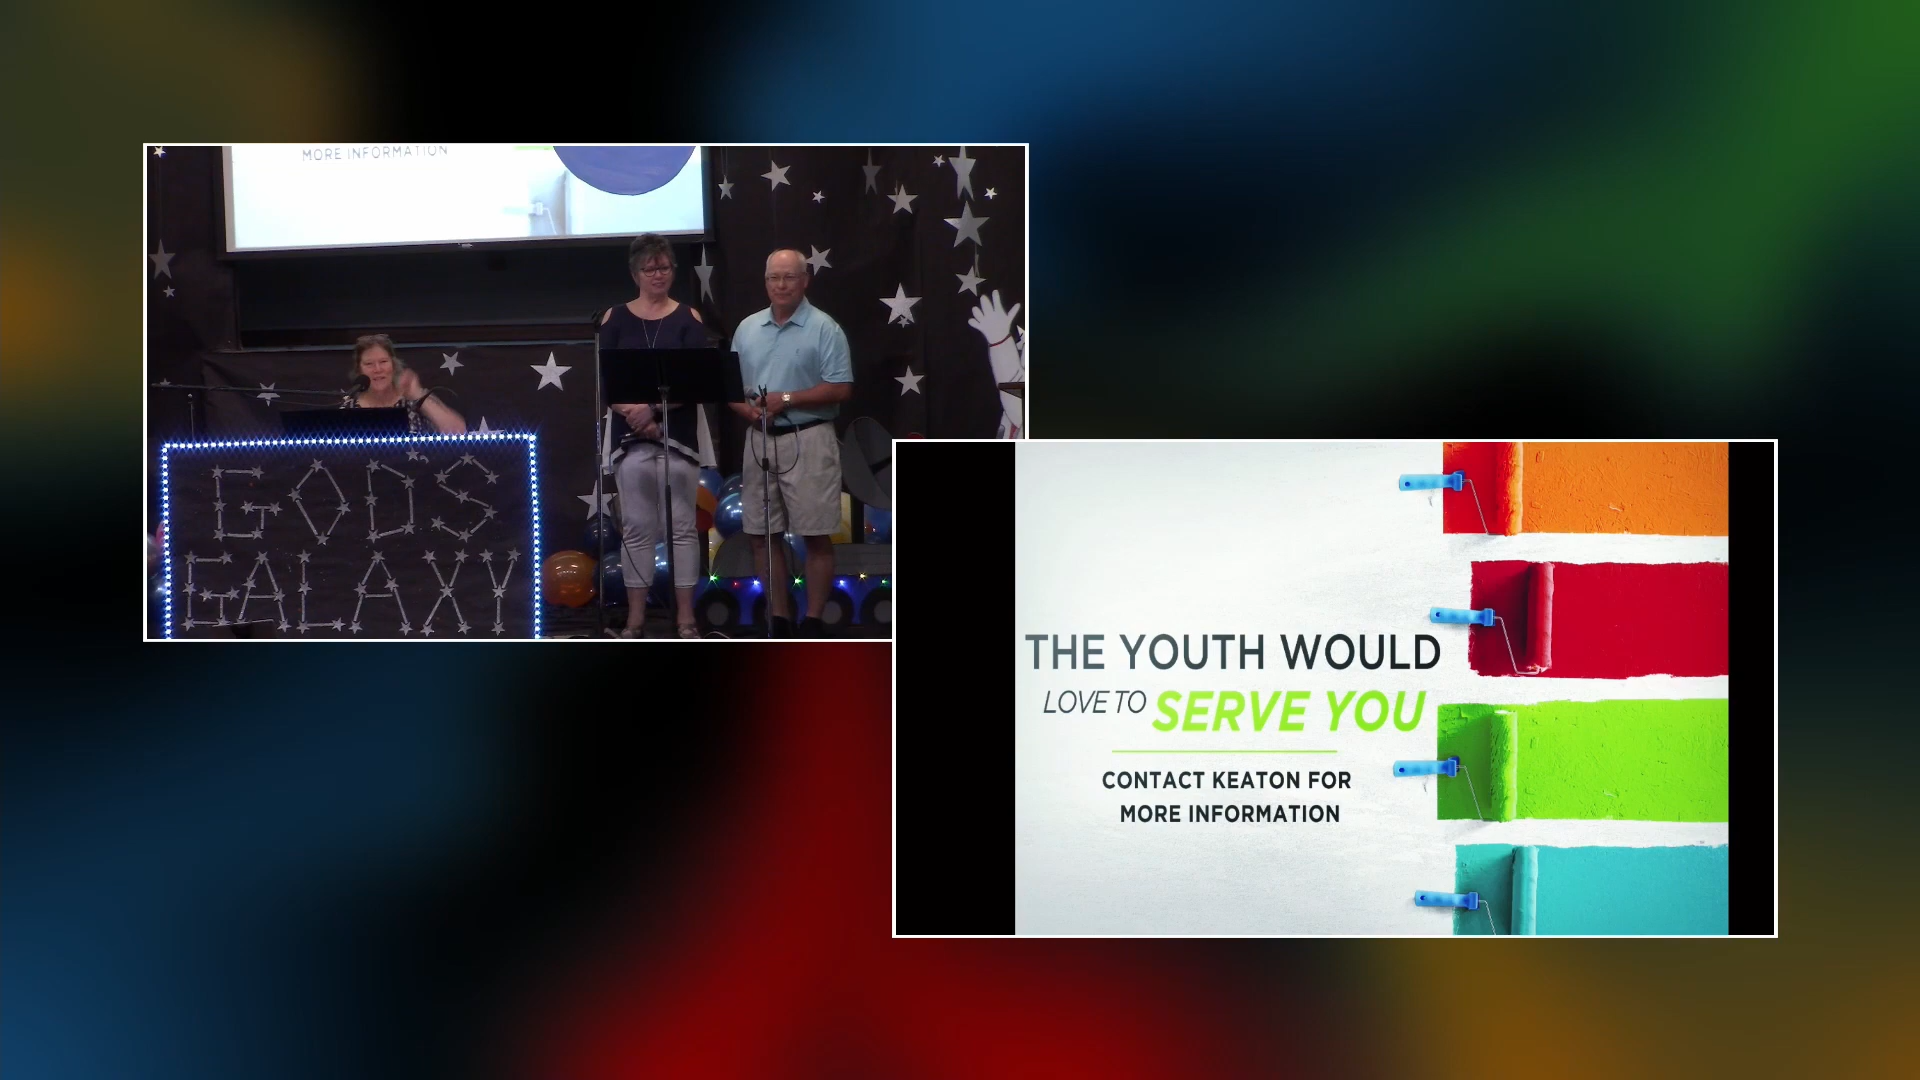 MORE INFORMATION
GODS
GALAXY
THE YOUTH WOULD
LOVE TO SERVE YOU
CONTACT KEATON FOR
MORE INFORMATION